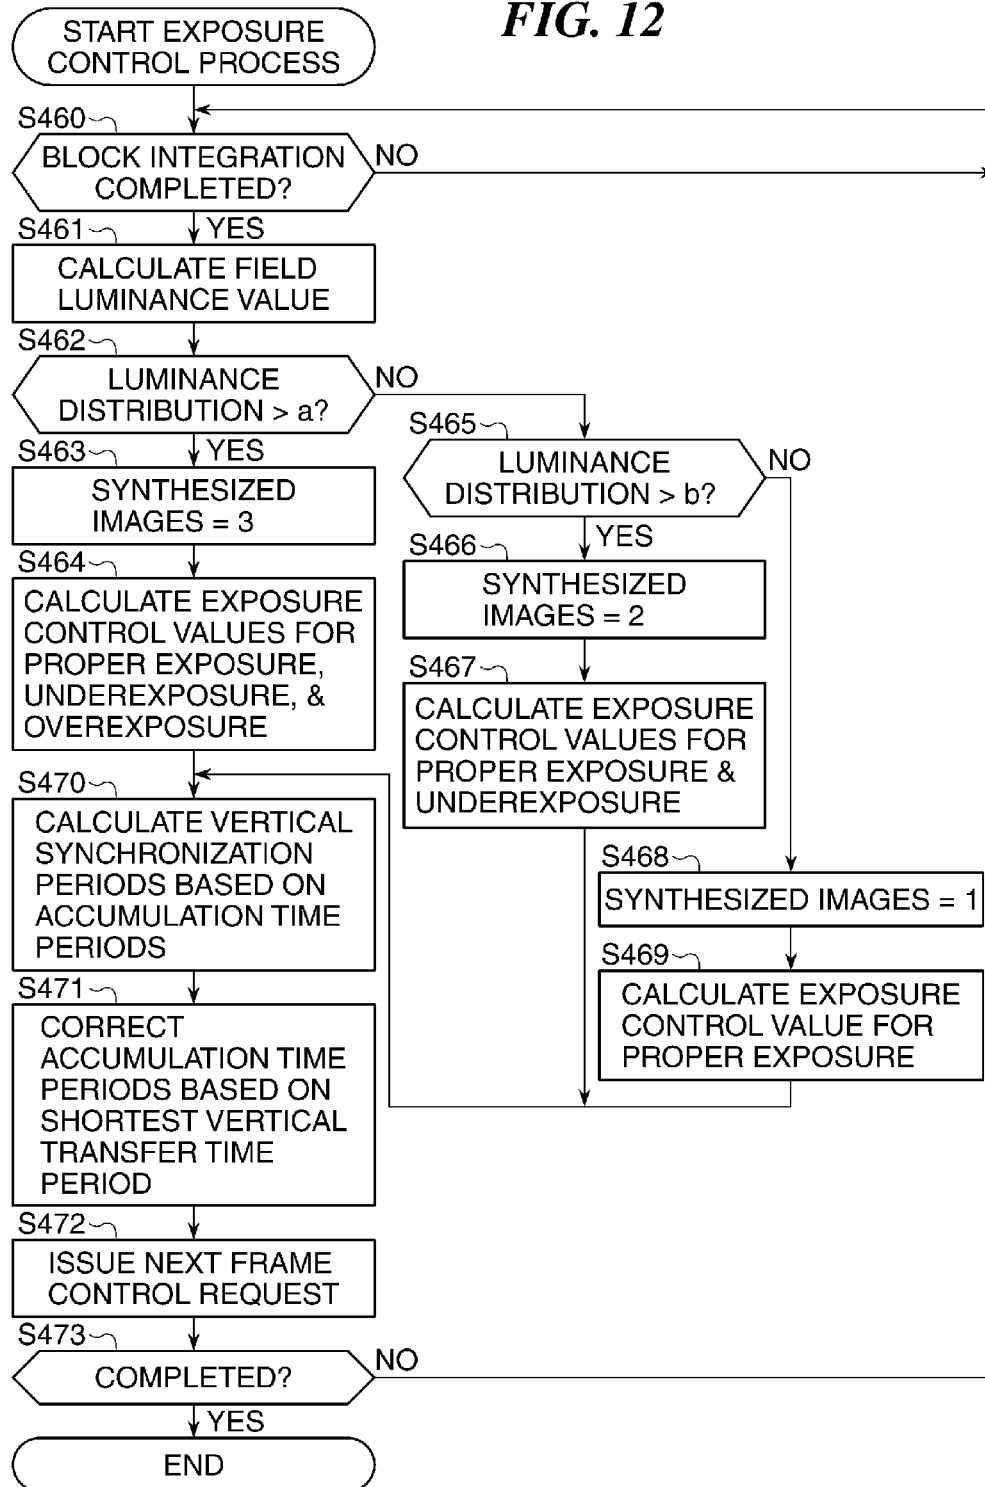 FIG. 12
START EXPOSURE
CONTROL PROCESS
S460
BLOCK INTEGRATION
COMPLETED?
NO
YES
S461
CALCULATE FIELD
LUMINANCE VALUE
S462
LUMINANCE
DISTRIBUTION > a?
NO
YES
S463
SYNTHESIZED
IMAGES = 3
S464
CALCULATE EXPOSURE
CONTROL VALUES FOR
PROPER EXPOSURE,
UNDEREXPOSURE, &
OVEREXPOSURE
S465
LUMINANCE
DISTRIBUTION > b?
NO
YES
S466
SYNTHESIZED
IMAGES = 2
S467
CALCULATE EXPOSURE
CONTROL VALUES FOR
PROPER EXPOSURE &
UNDEREXPOSURE
S468
SYNTHESIZED IMAGES = 1
S469
CALCULATE EXPOSURE
CONTROL VALUE FOR
PROPER EXPOSURE
S470
CALCULATE VERTICAL
SYNCHRONIZATION
PERIODS BASED ON
ACCUMULATION TIME
PERIODS
S471
CORRECT
ACCUMULATION TIME
PERIODS BASED ON
SHORTEST VERTICAL
TRANSFER TIME
PERIOD
S472
ISSUE NEXT FRAME
CONTROL REQUEST
S473
COMPLETED?
NO
YES
END